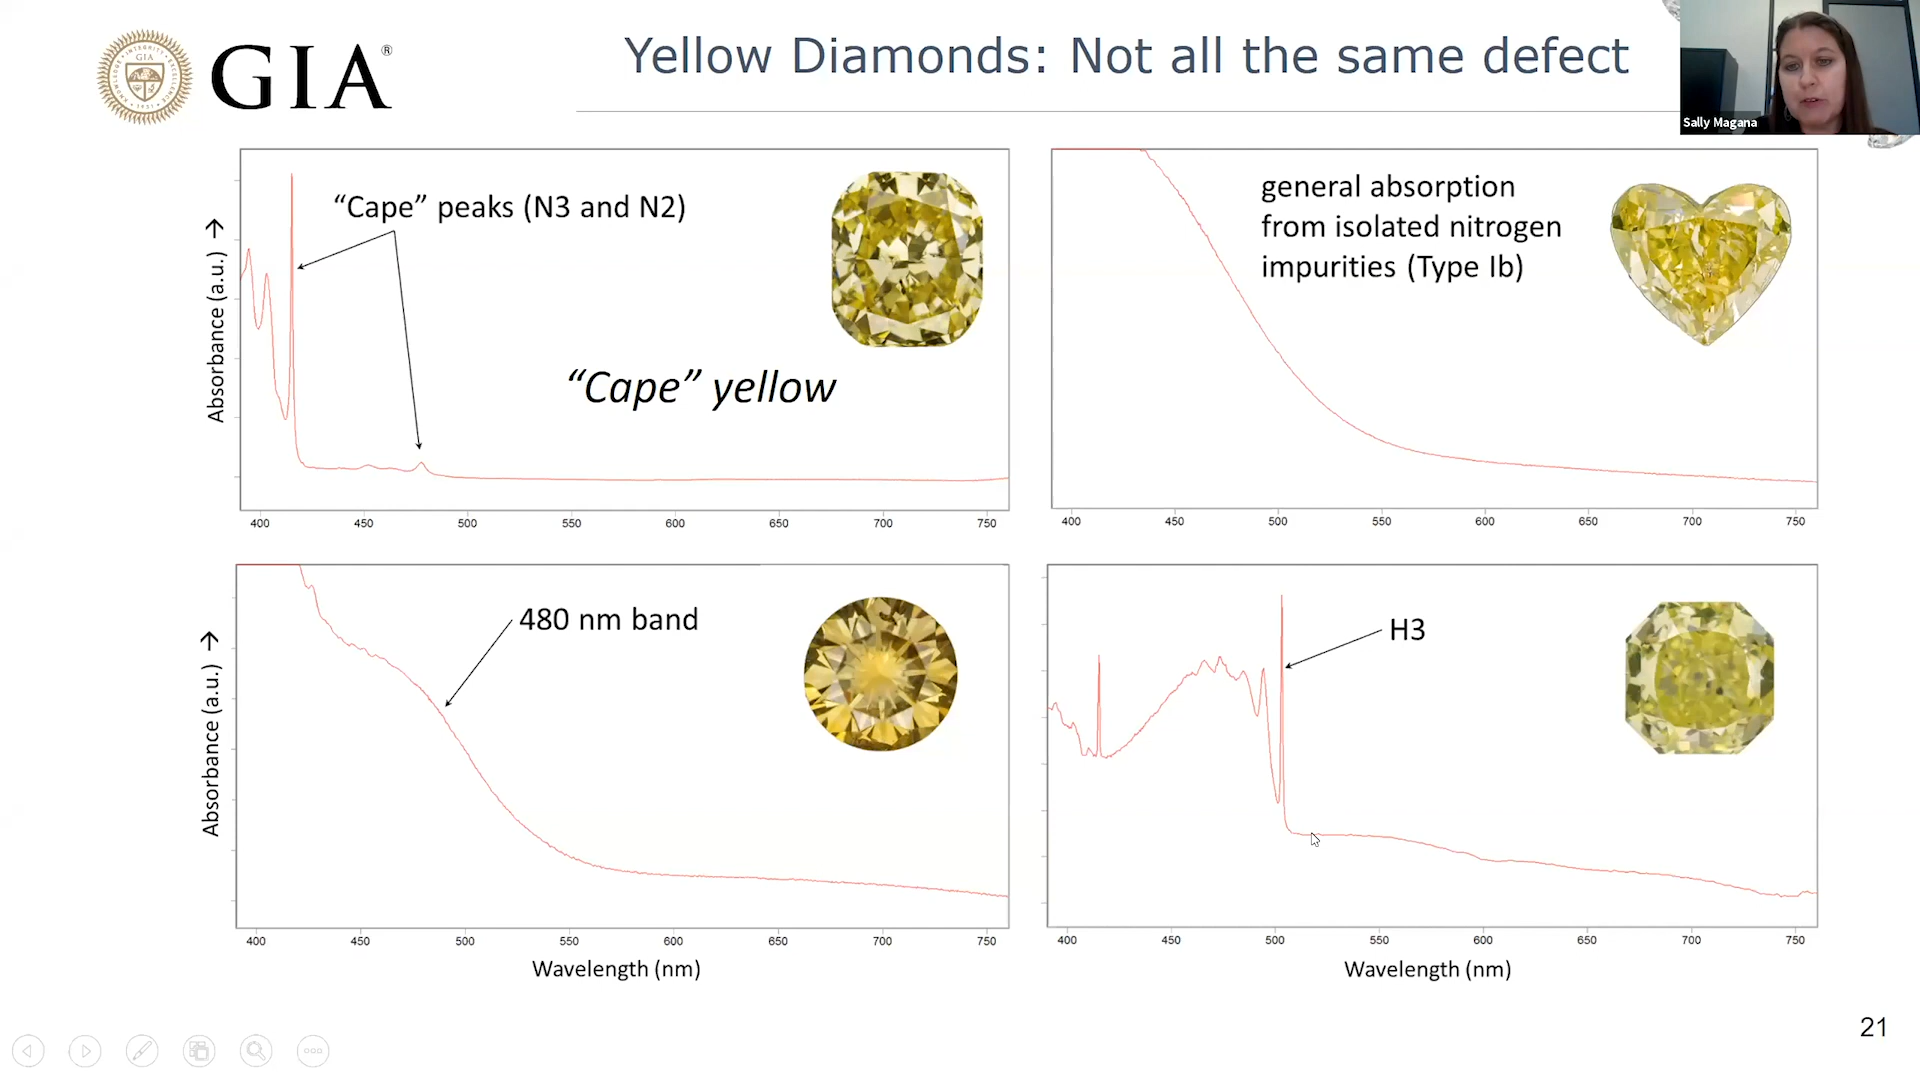 GIA®
Yellow Diamonds: Not all the same defect
Sally Magana
“Cape” peaks (N3 and N2)
“Cape” yellow
Absorbance (a.u.) →
400 450 500 550 600 650 700 750
general absorption
from isolated nitrogen
impurities (Type Ib)
400 450 500 550 600 650 700 750
480 nm band
Absorbance (a.u.) →
400 450 500 550 600 650 700 750
Wavelength (nm)
H3
400 450 500 550 600 650 700 750
Wavelength (nm)
21